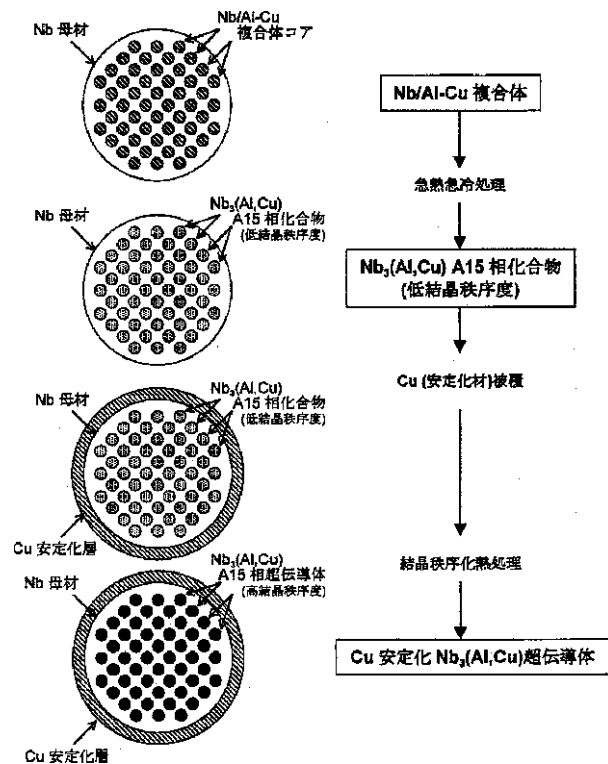 Nb 母材
Nb/Al-Cu
複合体コア
Nb 母材
Nb₃(Al,Cu)
A15 相化合物
(低結晶秩序度)
Nb 母材
Nb₃(Al,Cu)
A15 相化合物
(低結晶秩序度)
Cu 安定化層
Nb 母材
Nb₃(Al,Cu)
A15 相超伝導体
(高結晶秩序度)
Cu 安定化層
Nb/Al-Cu 複合体
急熱急冷処理
Nb₃(Al,Cu) A15 相化合物
(低結晶秩序度)
Cu (安定化材)被覆
結晶秩序化熱処理
Cu 安定化 Nb₃(Al,Cu)超伝導体